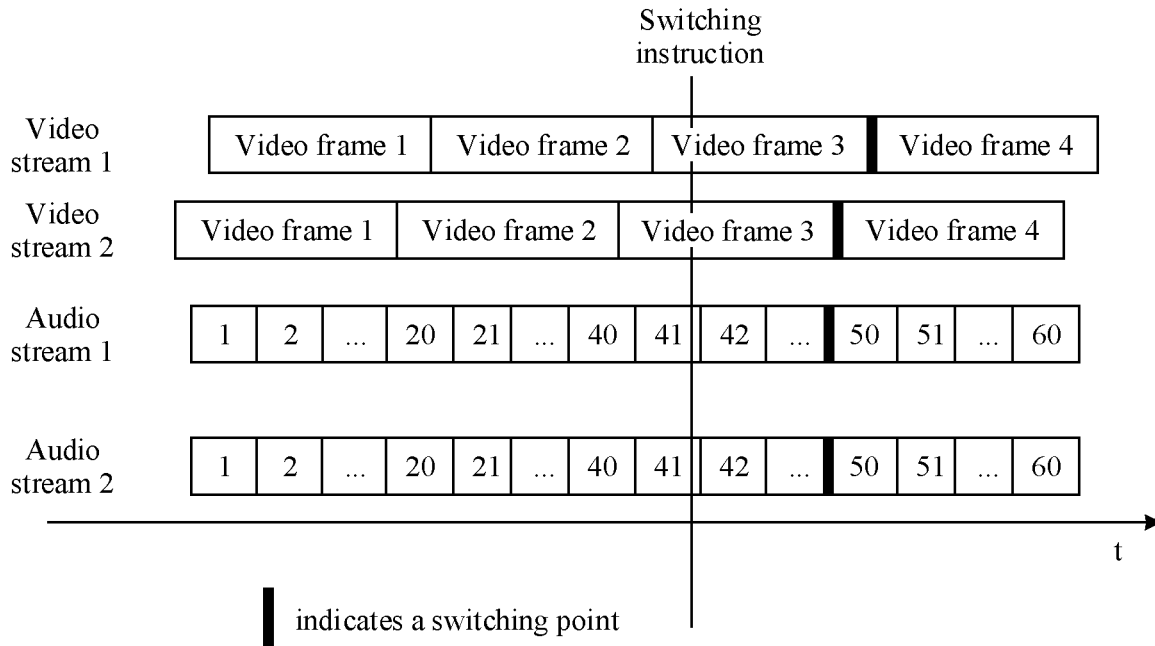 Switching
instruction
Video
stream 1
Video frame 1 Video frame 2 Video frame 3 Video frame 4
Video
stream 2
Video frame 1 Video frame 2 Video frame 3 Video frame 4
Audio
stream 1
1 2 ... 20 21 ... 40 41 42 ... 50 51 ... 60
Audio
stream 2
1 2 ... 20 21 ... 40 41 42 ... 50 51 ... 60
t
indicates a switching point